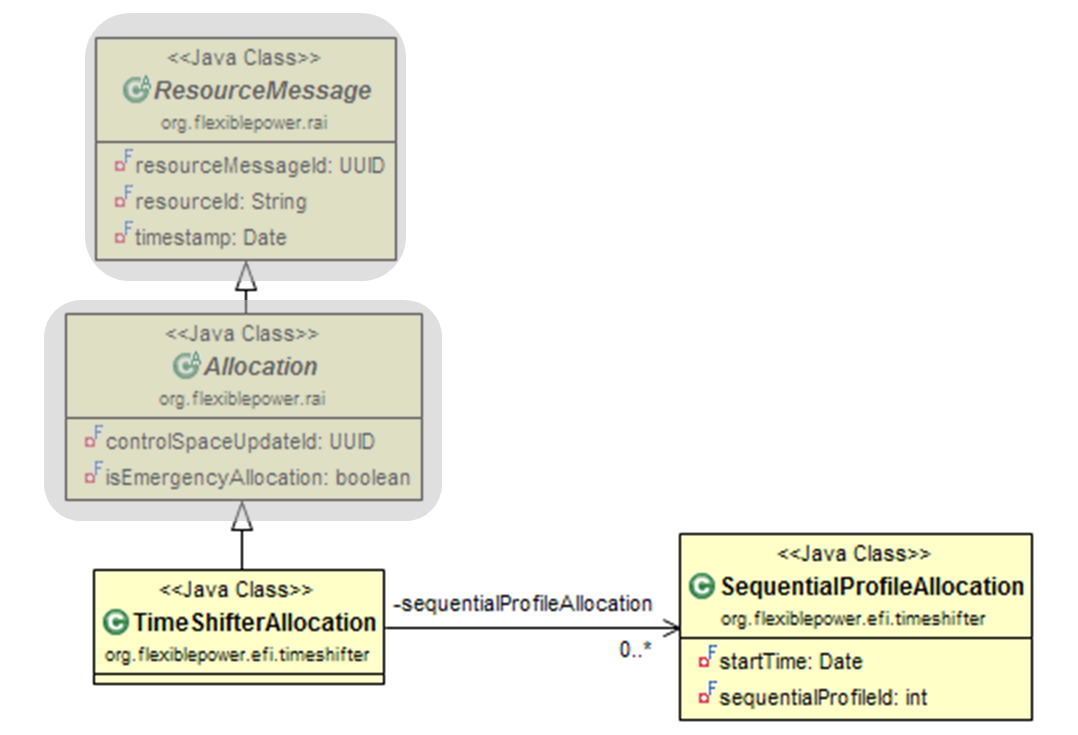 <<Java Class>>
ResourceMessage
org.flexiblepower.rai
resourceMessageId: UUID
resourceId: String
timestamp: Date
<<Java Class>>
Allocation
org.flexiblepower.rai
controlSpaceUpdateId: UUID
isEmergencyAllocation: boolean
<<Java Class>>
TimeShifterAllocation
org.flexiblepower.efi.timeshifter
-sequentialProfileAllocation
0..*
<<Java Class>>
SequentialProfileAllocation
org.flexiblepower.efi.timeshifter
startTime: Date
sequentialProfileId: int